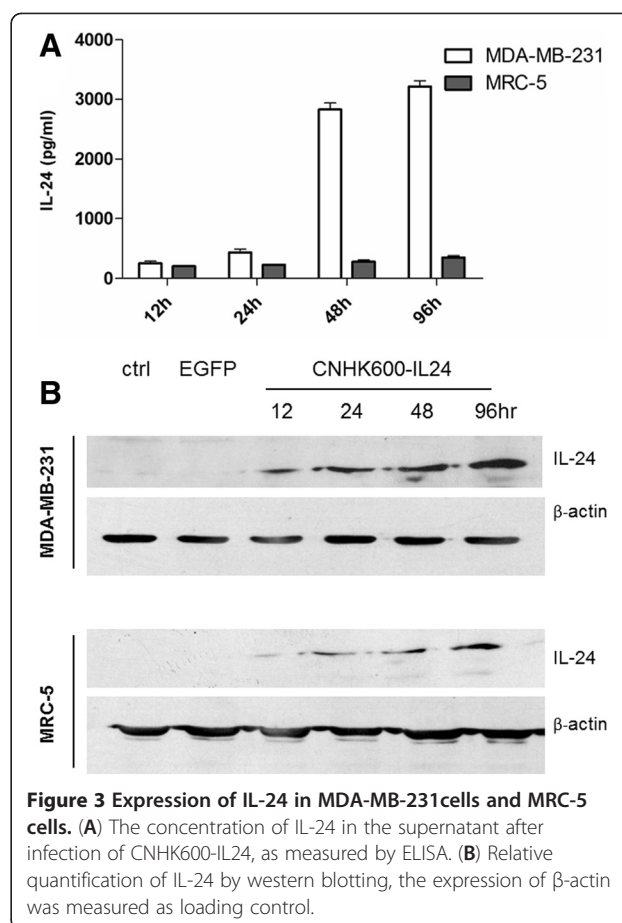 A
4000
3000
2000
1000
0
IL-24 (pg/ml)
MDA-MB-231
MRC-5
12h
24h
48h
96h
B
ctrl EGFP CNHK600-IL24
12 24 48 96hr
MDA-MB-231
IL-24
β-actin
MRC-5
IL-24
β-actin
Figure 3 Expression of IL-24 in MDA-MB-231cells and MRC-5
cells. (A) The concentration of IL-24 in the supernatant after
infection of CNHK600-IL24, as measured by ELISA. (B) Relative
quantification of IL-24 by western blotting, the expression of β-actin
was measured as loading control.